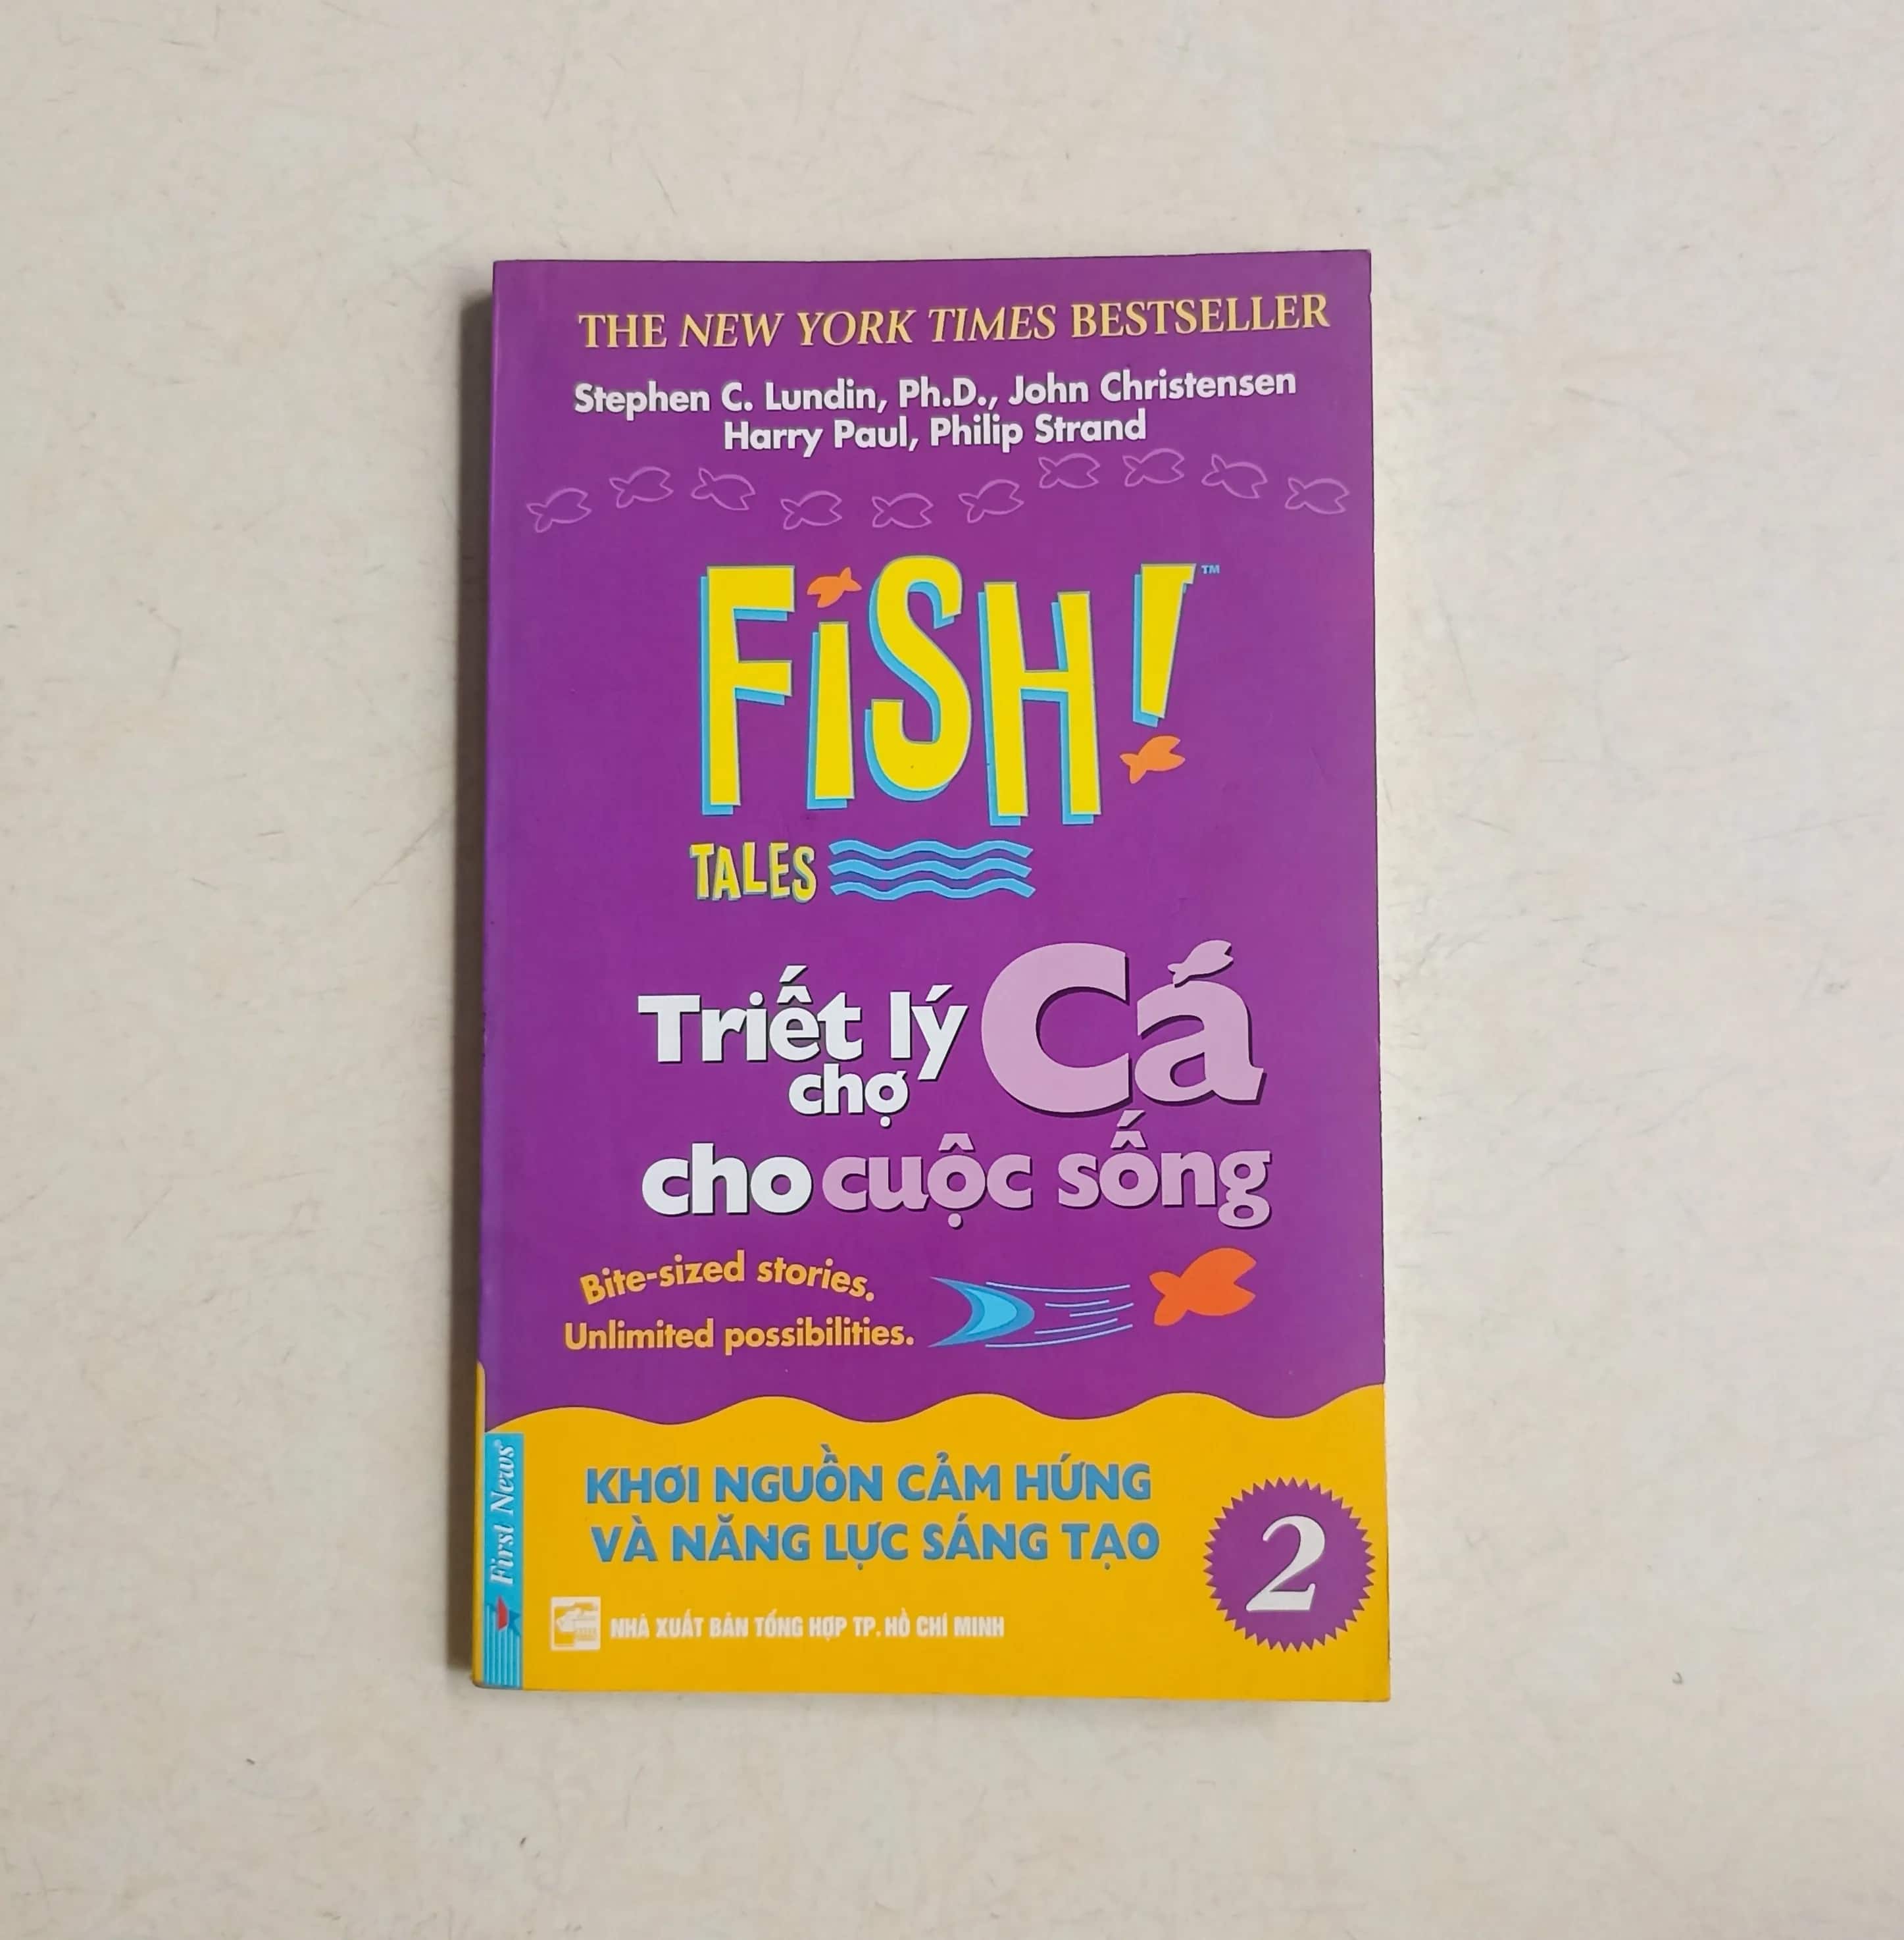 THE NEW YORK TIMES BESTSELLER
Stephen C. Lundin, Ph.D., John Christensen
Harry Paul, Philip Strand
FiSH!™
TALES
Triết lý
chợ Cá
cho cuộc sống
Bite-sized stories.
Unlimited possibilities.
KHƠI NGUỒN CẢM HỨNG
VÀ NĂNG LỰC SÁNG TẠO
2
First News®
NHÀ XUẤT BẢN TỔNG HỢP TP. HỒ CHÍ MINH